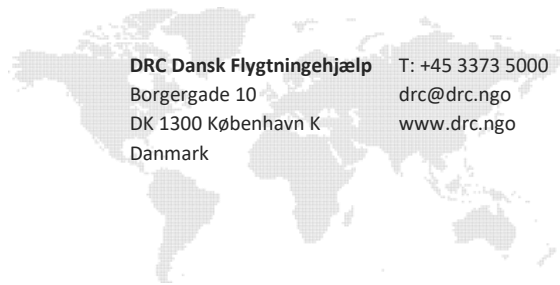 DRC Dansk Flygtningehjælp T: +45 3373 5000
Borgergade 10 drc@drc.ngo
DK 1300 København K www.drc.ngo
Danmark